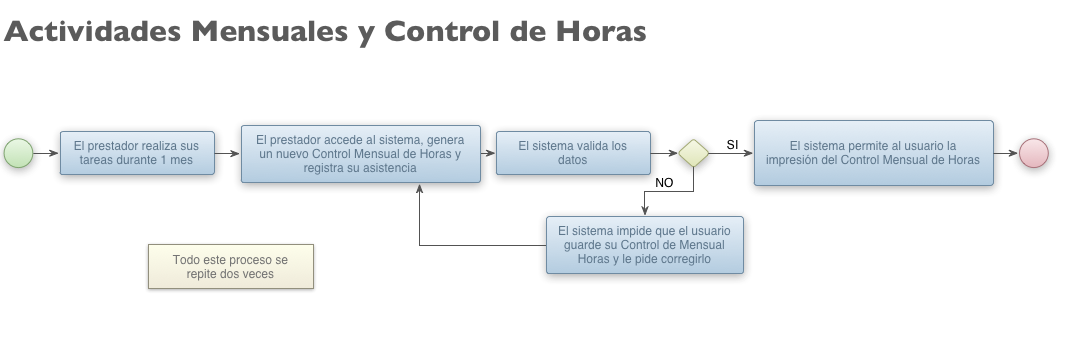 Actividades Mensuales y Control de Horas
El prestador realiza sus
tareas durante 1 mes
El prestador accede al sistema, genera
un nuevo Control Mensual de Horas y
registra su asistencia
El sistema valida los
datos
SI
El sistema permite al usuario la
impresión del Control Mensual de Horas
NO
El sistema impide que el usuario
guarde su Control de Mensual
Horas y le pide corregirlo
Todo este proceso se
repite dos veces